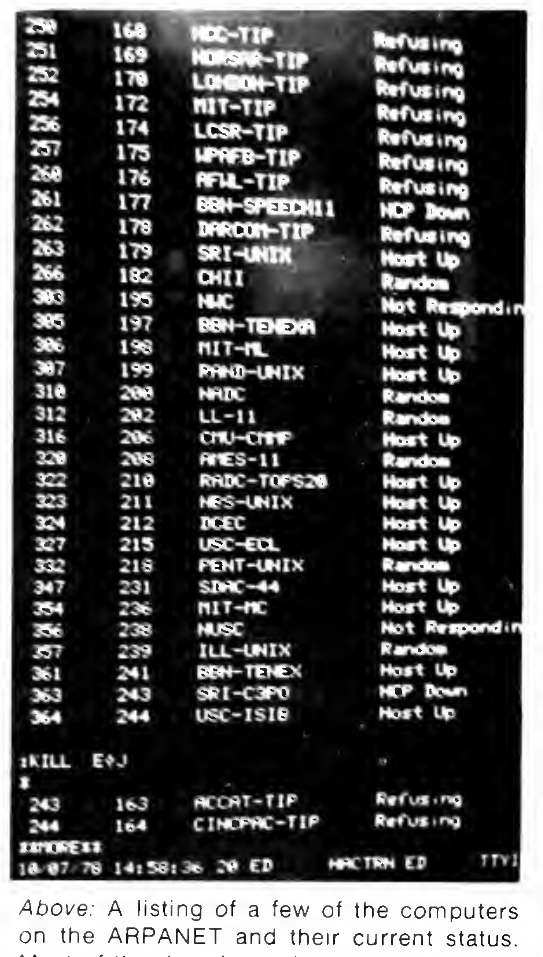 250 168 NCC-TIP Refusing
251 169 NORSAR-TIP Refusing
252 170 LONDON-TIP Refusing
254 172 MIT-TIP Refusing
256 174 LCSR-TIP Refusing
257 175 WPAFB-TIP Refusing
260 176 AFWL-TIP Refusing
261 177 BBN-SPEECH11 NCP Down
262 178 DARCOM-TIP Refusing
263 179 SRI-UNIX Host Up
266 182 CHII Random
303 195 NWC Not Respondin
305 197 BBN-TENEXA Host Up
306 198 MIT-ML Host Up
307 199 RAND-UNIX Host Up
310 200 NADC Random
312 202 LL-11 Random
316 206 CMU-CMMP Host Up
320 208 AMES-11 Random
322 210 RADC-TOPS20 Host Up
323 211 NBS-UNIX Host Up
324 212 DCEC Host Up
327 215 USC-ECL Host Up
332 218 PENT-UNIX Random
347 231 SDAC-44 Host Up
354 236 MIT-MC Host Up
356 238 NUSC Not Respondin
357 239 ILL-UNIX Random
361 241 BBN-TENEX Host Up
363 243 SRI-C3PO NCP Down
364 244 USC-ISIB Host Up
:KILL E◊J
*
243 163 ACCAT-TIP Refusing
244 164 CINCPAC-TIP Refusing
**MORE**
10/07/78 14:58:36 20 ED HACTRN ED TTY1
Above: A listing of a few of the computers
on the ARPANET and their current status.